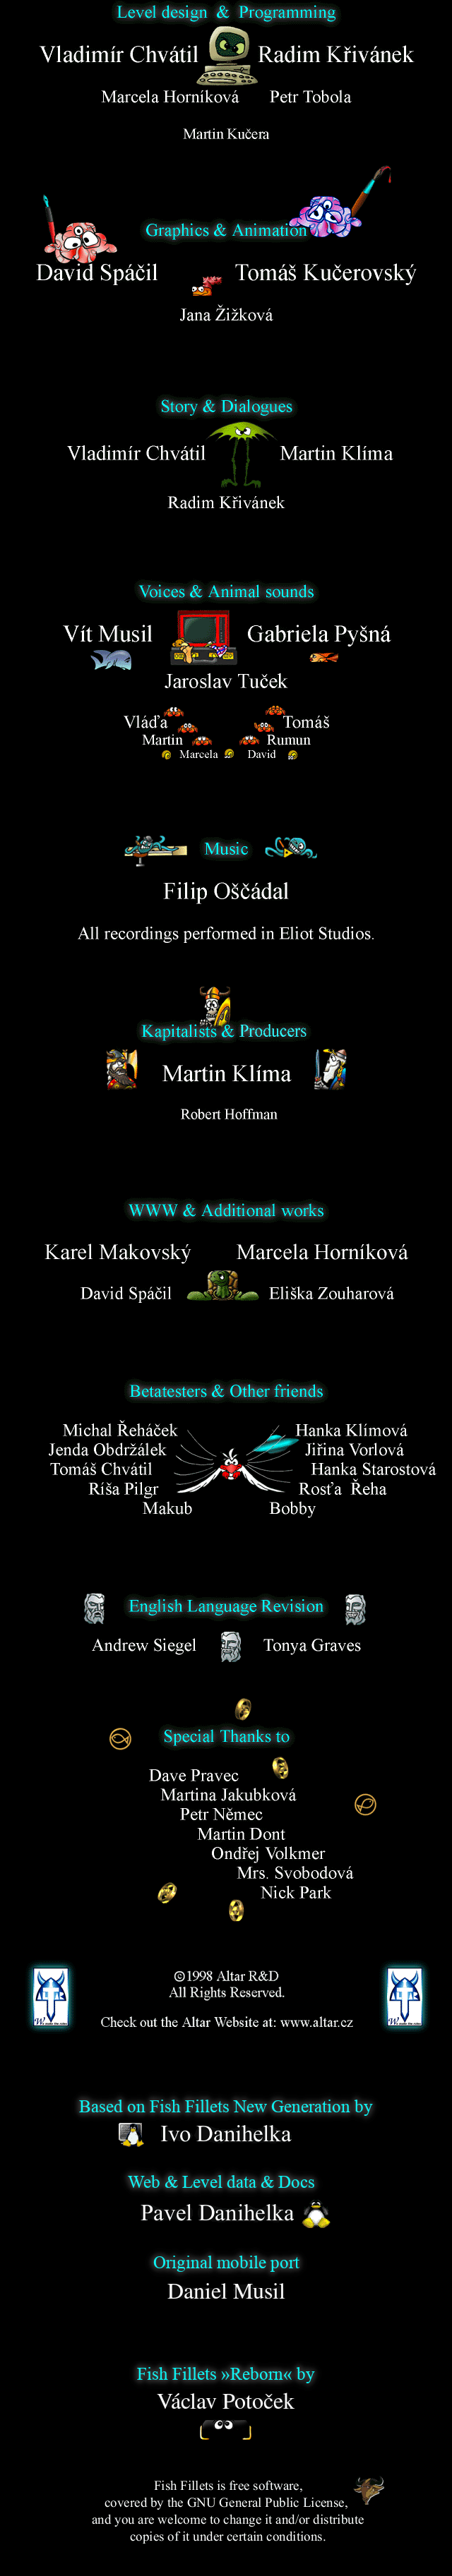 Level design & Programming
Vladimír Chvátil Radim Křivánek
Marcela Horníková Petr Tobola
Martin Kučera
Graphics & Animation
David Spáčil Tomáš Kučerovský
Jana Žižková
Story & Dialogues
Vladimír Chvátil Martin Klíma
Radim Křivánek
Voices & Animal sounds
Vít Musil Gabriela Pyšná
Jaroslav Tuček
Vláďa Tomáš
Martin Rumun
Marcela David
Music
Filip Oščádal
All recordings performed in Eliot Studios.
Kapitalists & Producers
Martin Klíma
Robert Hoffman
WWW & Additional works
Karel Makovský Marcela Horníková
David Spáčil Eliška Zouharová
Betatesters & Other friends
Michal Řeháček Hanka Klímová
Jenda Obdržálek Jiřina Vorlová
Tomáš Chvátil Hanka Starostová
Ríša Pilgr Rosťa Řeha
Makub Bobby
English Language Revision
Andrew Siegel Tonya Graves
Special Thanks to
Dave Pravec
Martina Jakubková
Petr Němec
Martin Dont
Ondřej Volkmer
Mrs. Svobodová
Nick Park
©1998 Altar R&D
All Rights Reserved.
Check out the Altar Website at: www.altar.cz
Based on Fish Fillets New Generation by
Ivo Danihelka
Web & Level data & Docs
Pavel Danihelka
Original mobile port
Daniel Musil
Fish Fillets »Reborn« by
Václav Potoček
Fish Fillets is free software,
covered by the GNU General Public License,
and you are welcome to change it and/or distribute
copies of it under certain conditions.